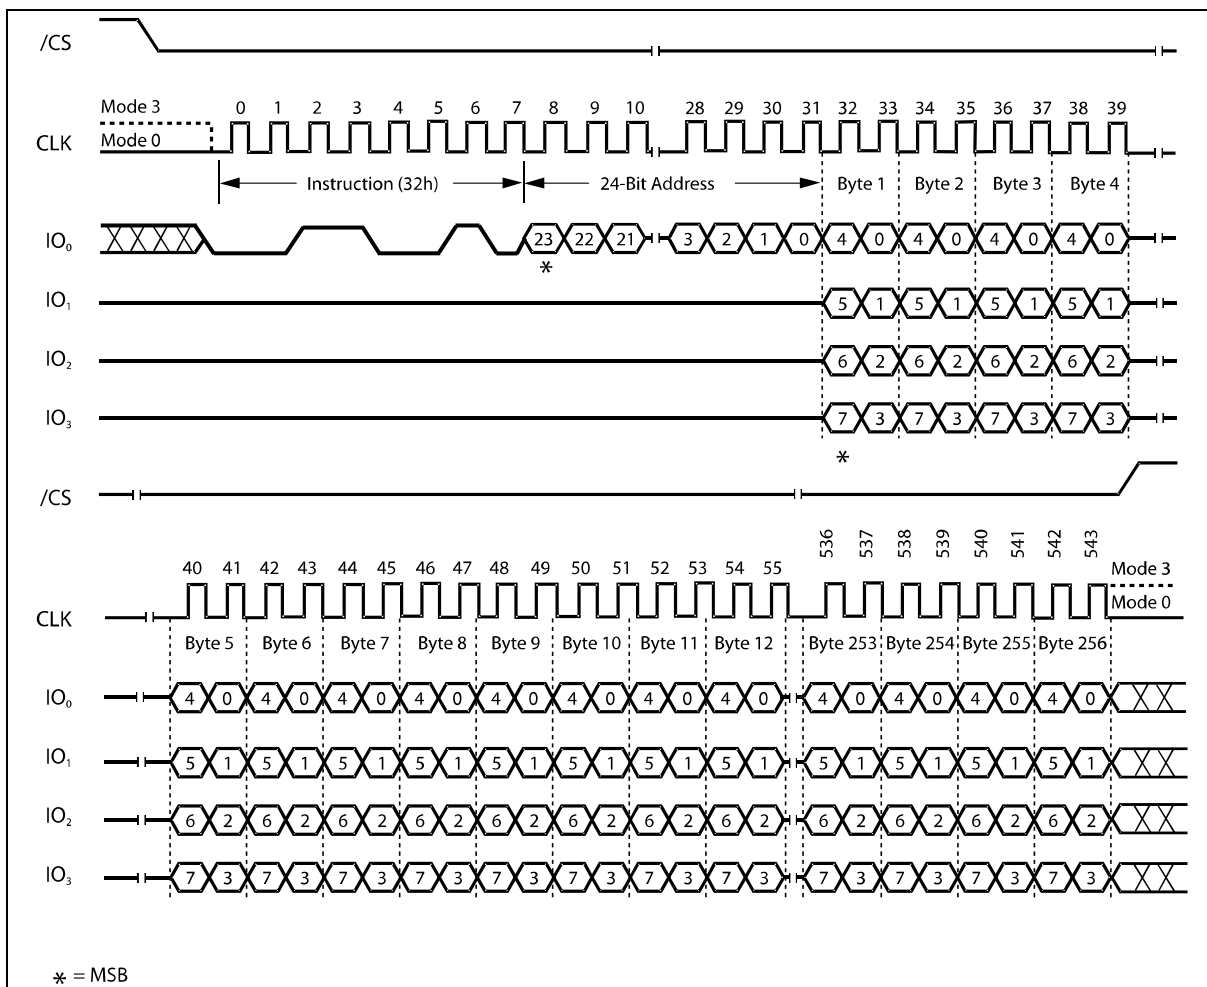 /CS
Mode 3
0 1 2 3 4 5 6 7 8 9 10 28 29 30 31 32 33 34 35 36 37 38 39
CLK
Mode 0
Instruction (32h) 24-Bit Address Byte 1 Byte 2 Byte 3 Byte 4
IO0 23 22 21 3 2 1 0 4 0 4 0 4 0 4 0
*
IO1 5 1 5 1 5 1 5 1
IO2 6 2 6 2 6 2 6 2
IO3 7 3 7 3 7 3 7 3
*
/CS
536 537 538 539 540 541 542 543
40 41 42 43 44 45 46 47 48 49 50 51 52 53 54 55 Mode 3
CLK Mode 0
Byte 5 Byte 6 Byte 7 Byte 8 Byte 9 Byte 10 Byte 11 Byte 12 Byte 253 Byte 254 Byte 255 Byte 256
IO0 4 0 4 0 4 0 4 0 4 0 4 0 4 0 4 0 4 0 4 0 4 0 4 0
IO1 5 1 5 1 5 1 5 1 5 1 5 1 5 1 5 1 5 1 5 1 5 1 5 1
IO2 6 2 6 2 6 2 6 2 6 2 6 2 6 2 6 2 6 2 6 2 6 2 6 2
IO3 7 3 7 3 7 3 7 3 7 3 7 3 7 3 7 3 7 3 7 3 7 3 7 3
* = MSB